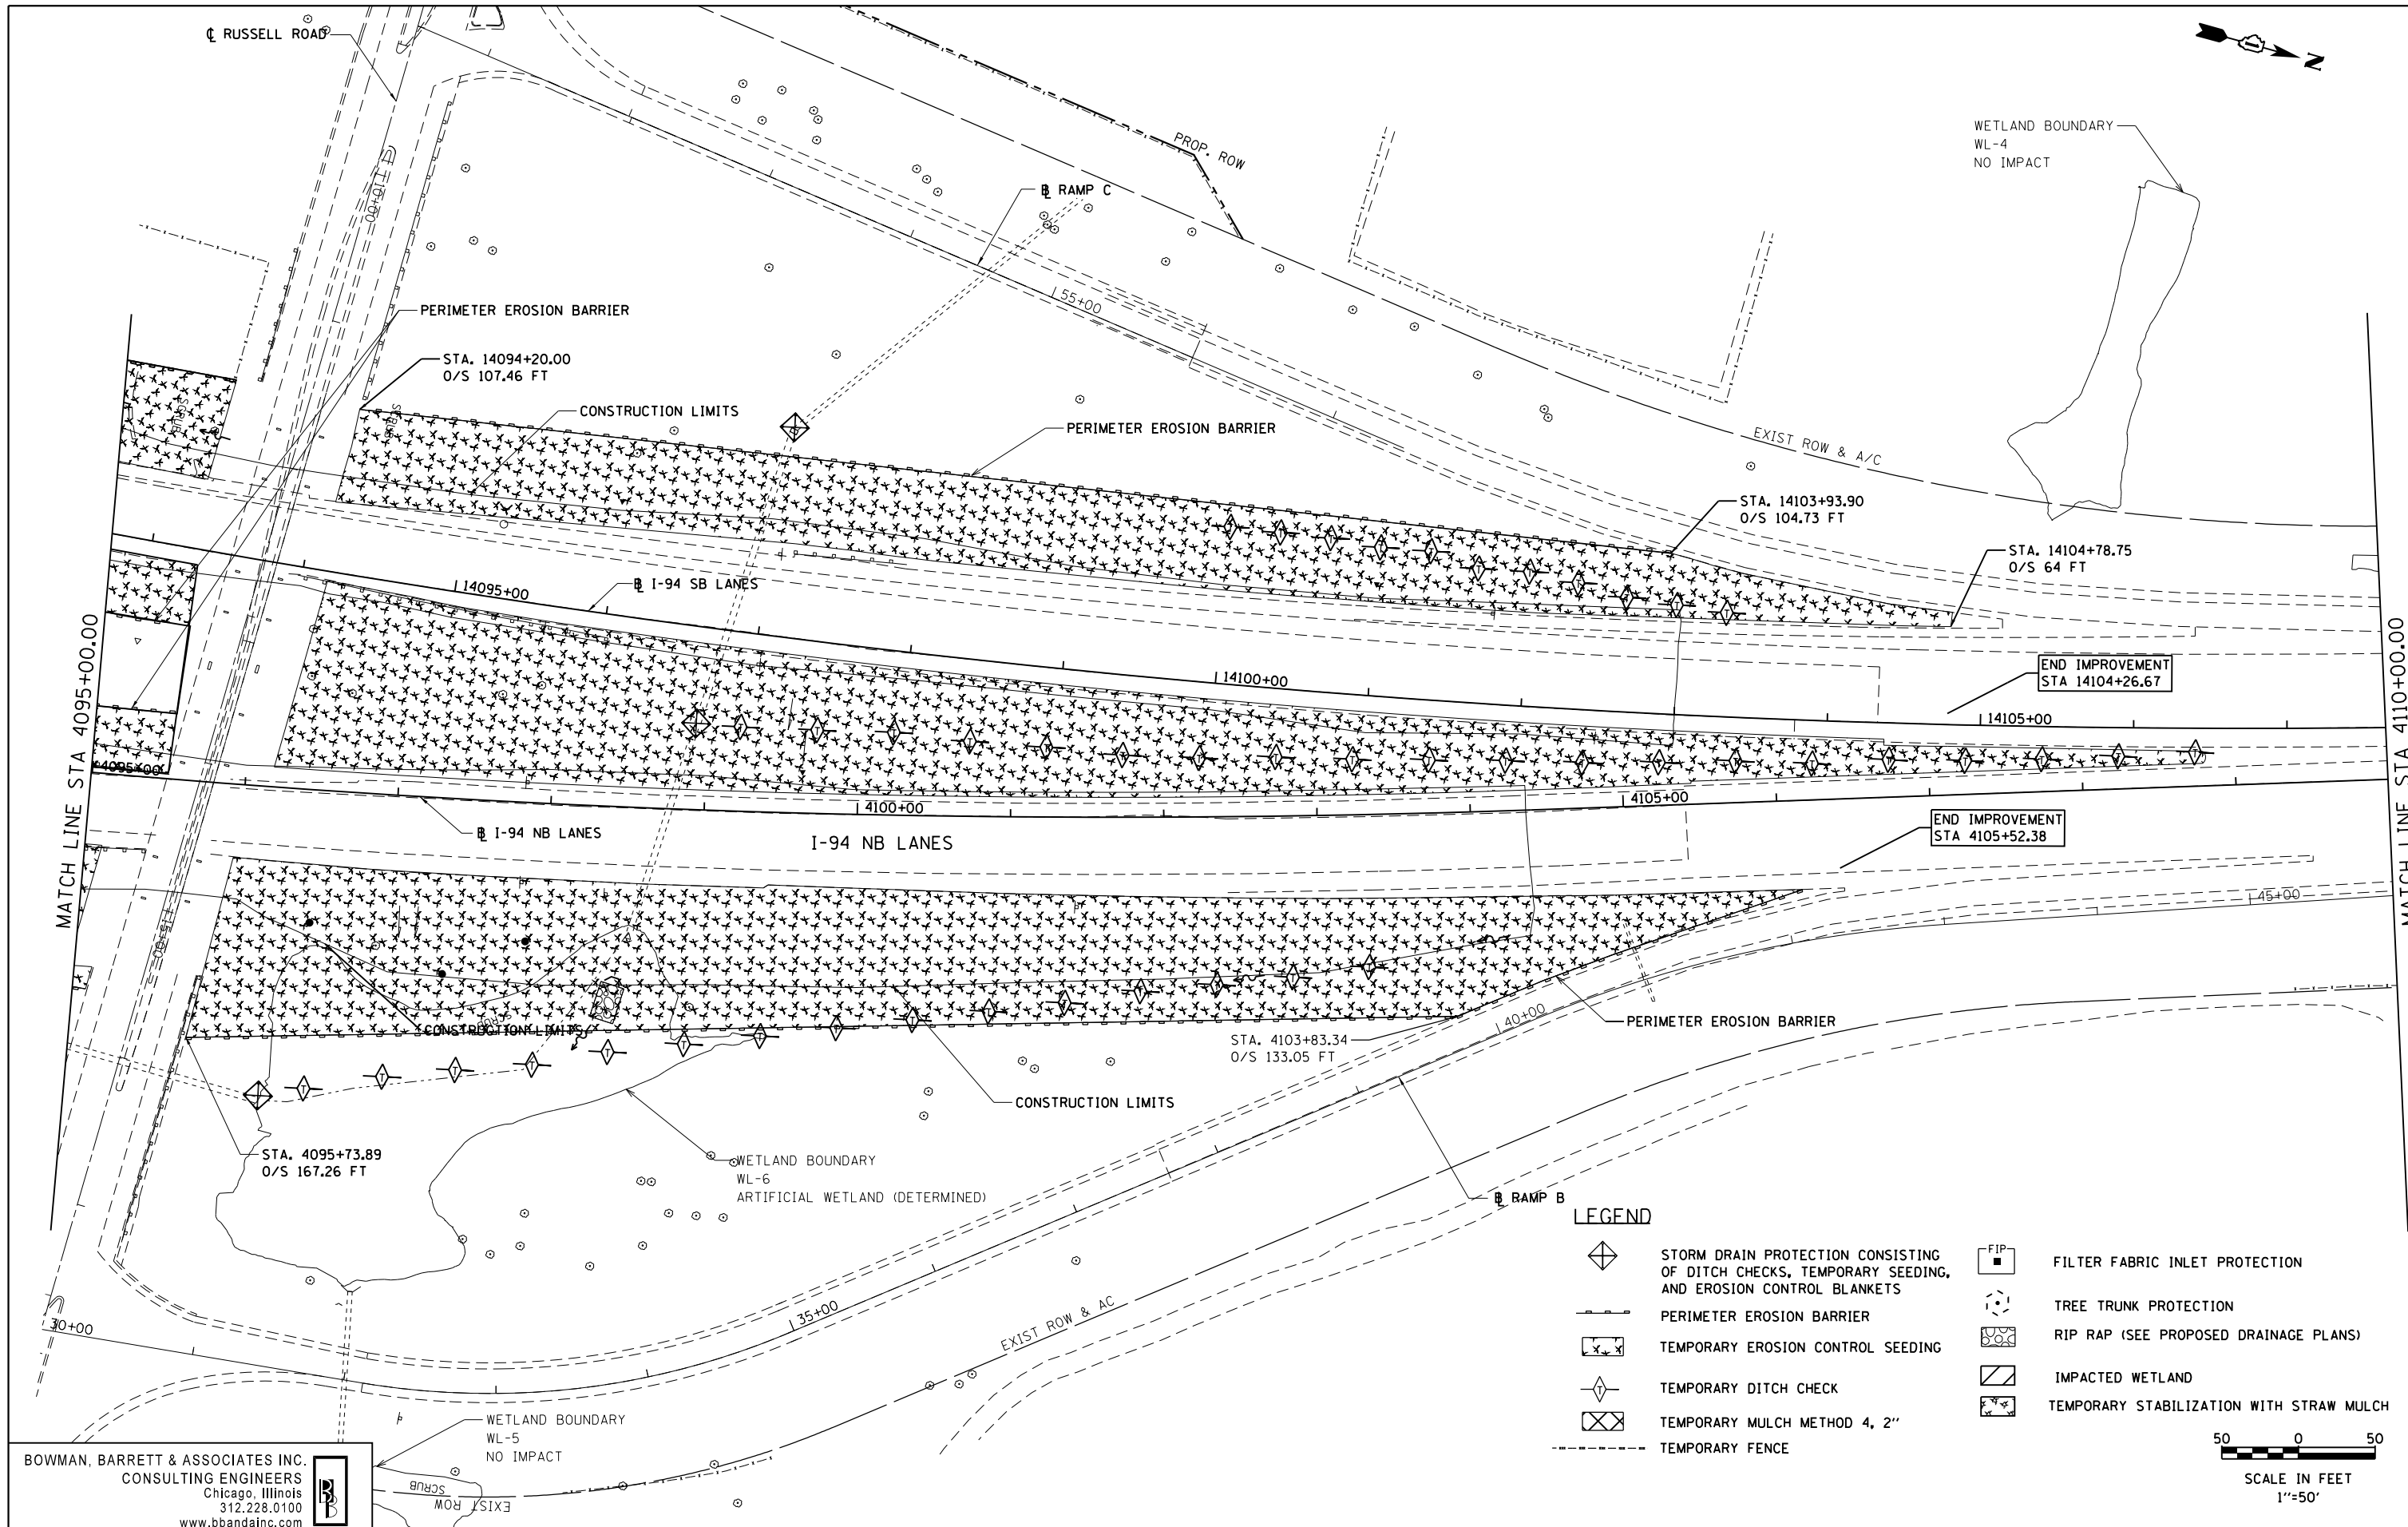 ℄ RUSSELL ROAD
N
WETLAND BOUNDARY
WL-4
NO IMPACT
PROP. ROW
110+00
℄ RAMP C
55+00
PERIMETER EROSION BARRIER
STA. 14094+20.00
O/S 107.46 FT
CONSTRUCTION LIMITS
SCRUB
SCRUB
PERIMETER EROSION BARRIER
EXIST ROW & A/C
STA. 14103+93.90
O/S 104.73 FT
STA. 14104+78.75
O/S 64 FT
14095+00
℄ I-94 SB LANES
14100+00
END IMPROVEMENT
STA 14104+26.67
14105+00
MATCH LINE STA 4095+00.00
MATCH LINE STA 4110+00.00
4095+00
4100+00
4105+00
℄ I-94 NB LANES
I-94 NB LANES
END IMPROVEMENT
STA 4105+52.38
45+00
115+00
SCRUB
CONSTRUCTION LIMITS
40+00
PERIMETER EROSION BARRIER
STA. 4103+83.34
O/S 133.05 FT
CONSTRUCTION LIMITS
STA. 4095+73.89
O/S 167.26 FT
WETLAND BOUNDARY
WL-6
ARTIFICIAL WETLAND (DETERMINED)
℄ RAMP B
30+00
35+00
EXIST ROW & AC
WETLAND BOUNDARY
WL-5
NO IMPACT
SCRUB
EXIST ROW
LEGEND
STORM DRAIN PROTECTION CONSISTING
OF DITCH CHECKS, TEMPORARY SEEDING,
AND EROSION CONTROL BLANKETS
PERIMETER EROSION BARRIER
TEMPORARY EROSION CONTROL SEEDING
T
TEMPORARY DITCH CHECK
TEMPORARY MULCH METHOD 4, 2''
TEMPORARY FENCE
FIP
FILTER FABRIC INLET PROTECTION
TREE TRUNK PROTECTION
RIP RAP (SEE PROPOSED DRAINAGE PLANS)
IMPACTED WETLAND
TEMPORARY STABILIZATION WITH STRAW MULCH
50 0 50
SCALE IN FEET
1''=50'
BOWMAN, BARRETT & ASSOCIATES INC.
CONSULTING ENGINEERS
Chicago, Illinois
312.228.0100
www.bbandainc.com